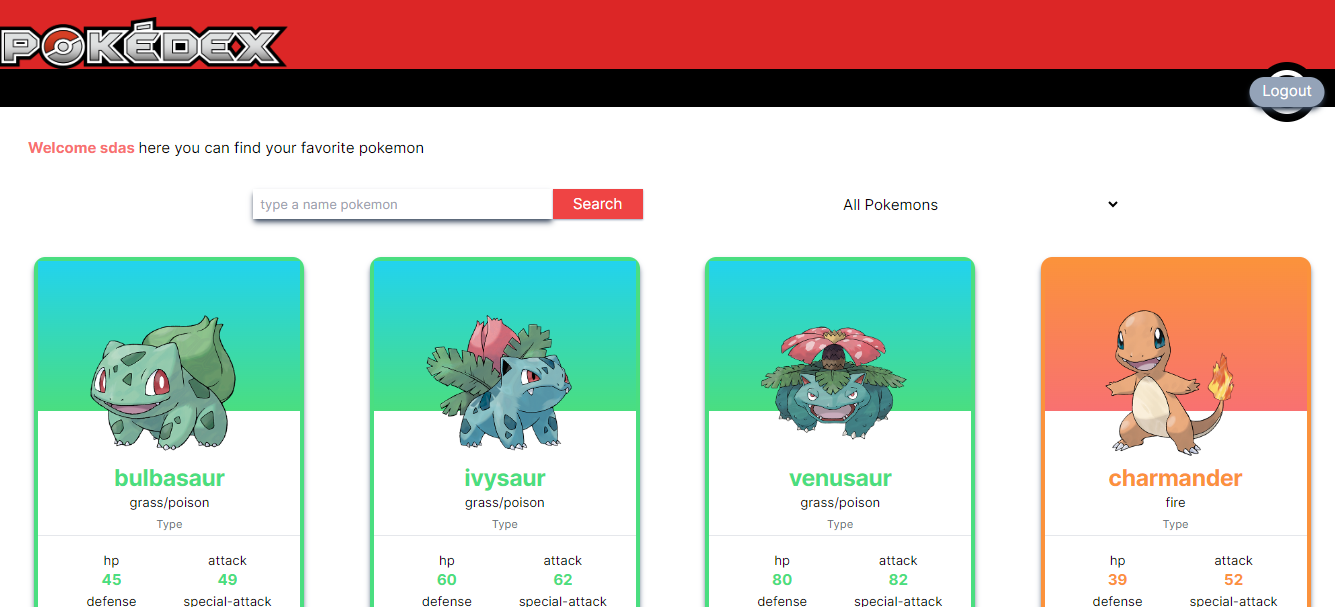 POKÉDEX
Logout
Welcome sdas here you can find your favorite pokemon
type a name pokemon
Search
All Pokemons
bulbasaur
grass/poison
Type
hp
attack
45
49
defense
special-attack
ivysaur
grass/poison
Type
hp
attack
60
62
defense
special-attack
venusaur
grass/poison
Type
hp
attack
80
82
defense
special-attack
charmander
fire
Type
hp
attack
39
52
defense
special-attack